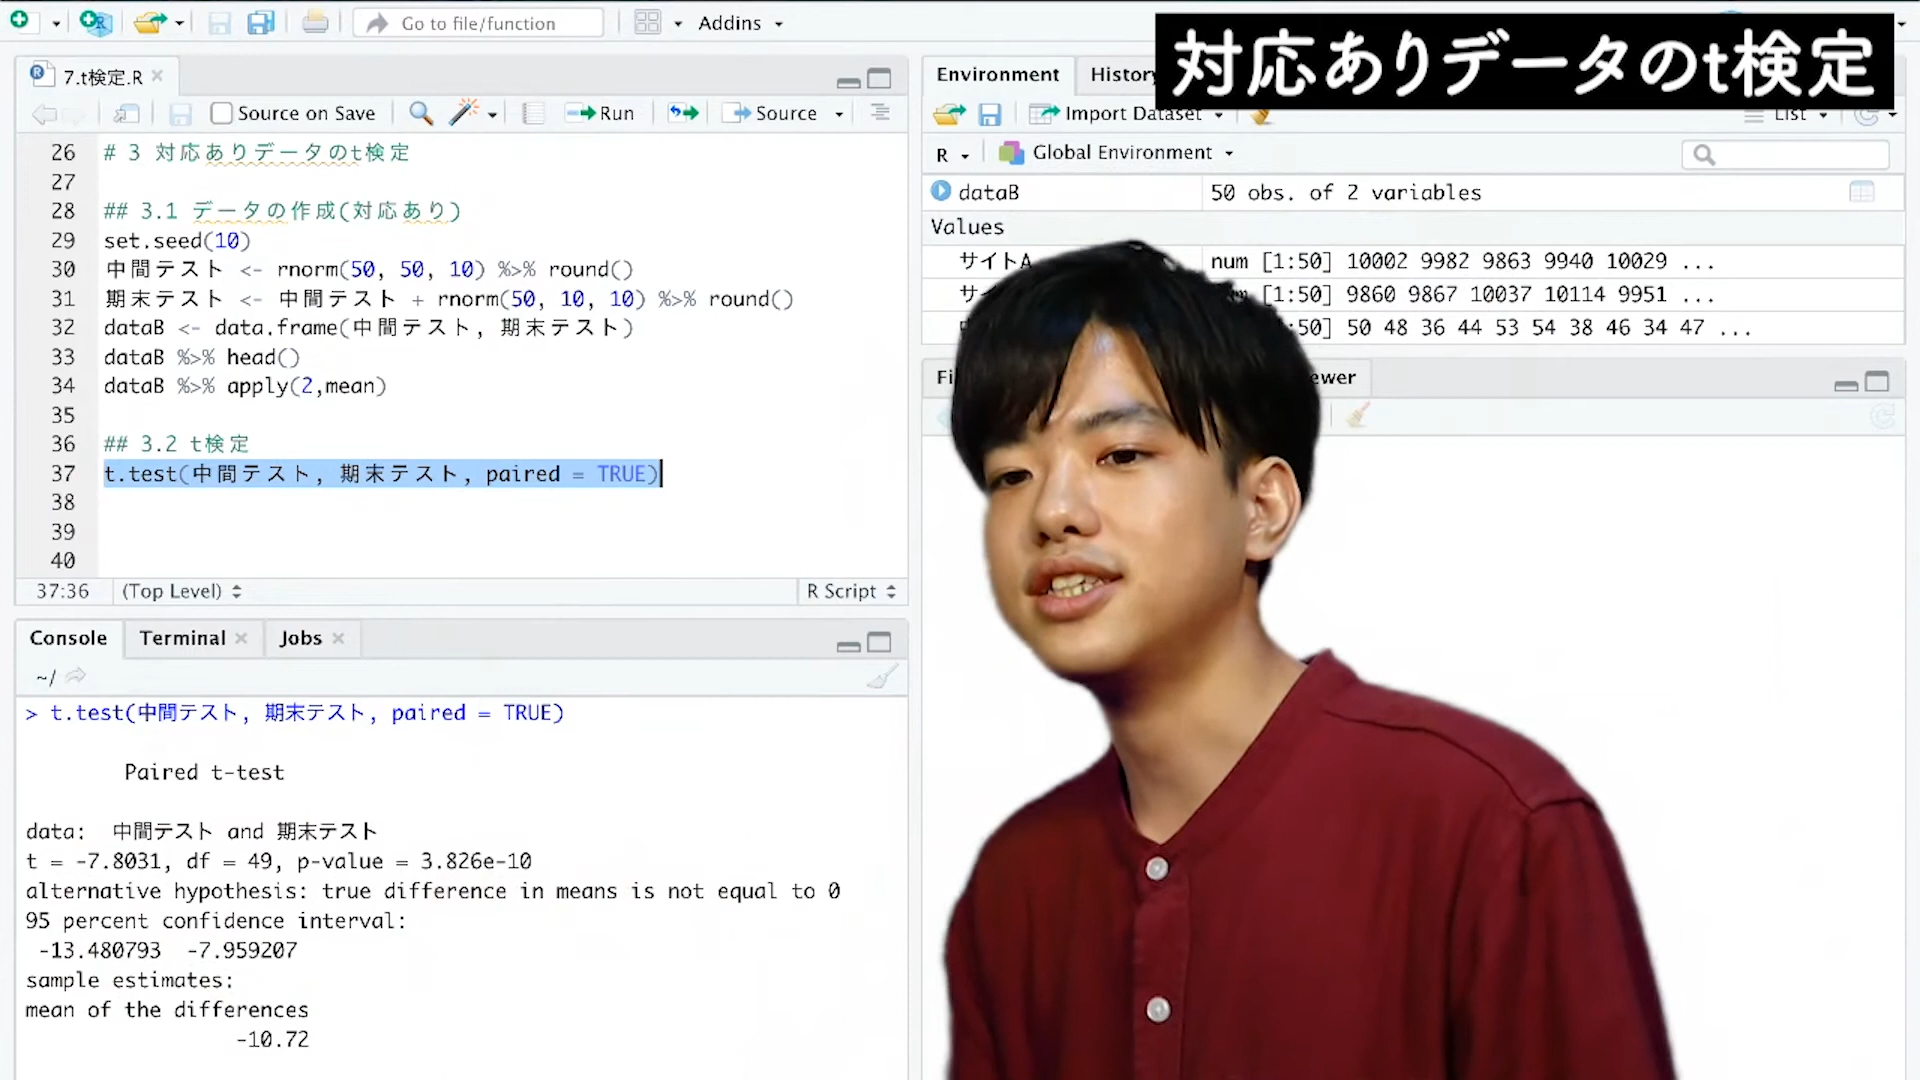 Go to file/function
Addins
対応ありデータのt検定
7.t検定.R
Source on Save
Run
Source
26 # 3 対応ありデータのt検定
27
28 ## 3.1 データの作成(対応あり)
29 set.seed(10)
30 中間テスト <- rnorm(50, 50, 10) %>% round()
31 期末テスト <- 中間テスト + rnorm(50, 10, 10) %>% round()
32 dataB <- data.frame(中間テスト, 期末テスト)
33 dataB %>% head()
34 dataB %>% apply(2,mean)
35
36 ## 3.2 t検定
37 t.test(中間テスト, 期末テスト, paired = TRUE)
38
39
40
37:36 (Top Level) R Script
Console Terminal Jobs
~/
> t.test(中間テスト, 期末テスト, paired = TRUE)
Paired t-test
data: 中間テスト and 期末テスト
t = -7.8031, df = 49, p-value = 3.826e-10
alternative hypothesis: true difference in means is not equal to 0
95 percent confidence interval:
-13.480793 -7.959207
sample estimates:
mean of the differences
-10.72
Environment History
Import Dataset List
R Global Environment
dataB 50 obs. of 2 variables
Values
サイトA num [1:50] 10002 9982 9863 9940 10029 ...
[1:50] 9860 9867 10037 10114 9951 ...
:50] 50 48 36 44 53 54 38 46 34 47 ...